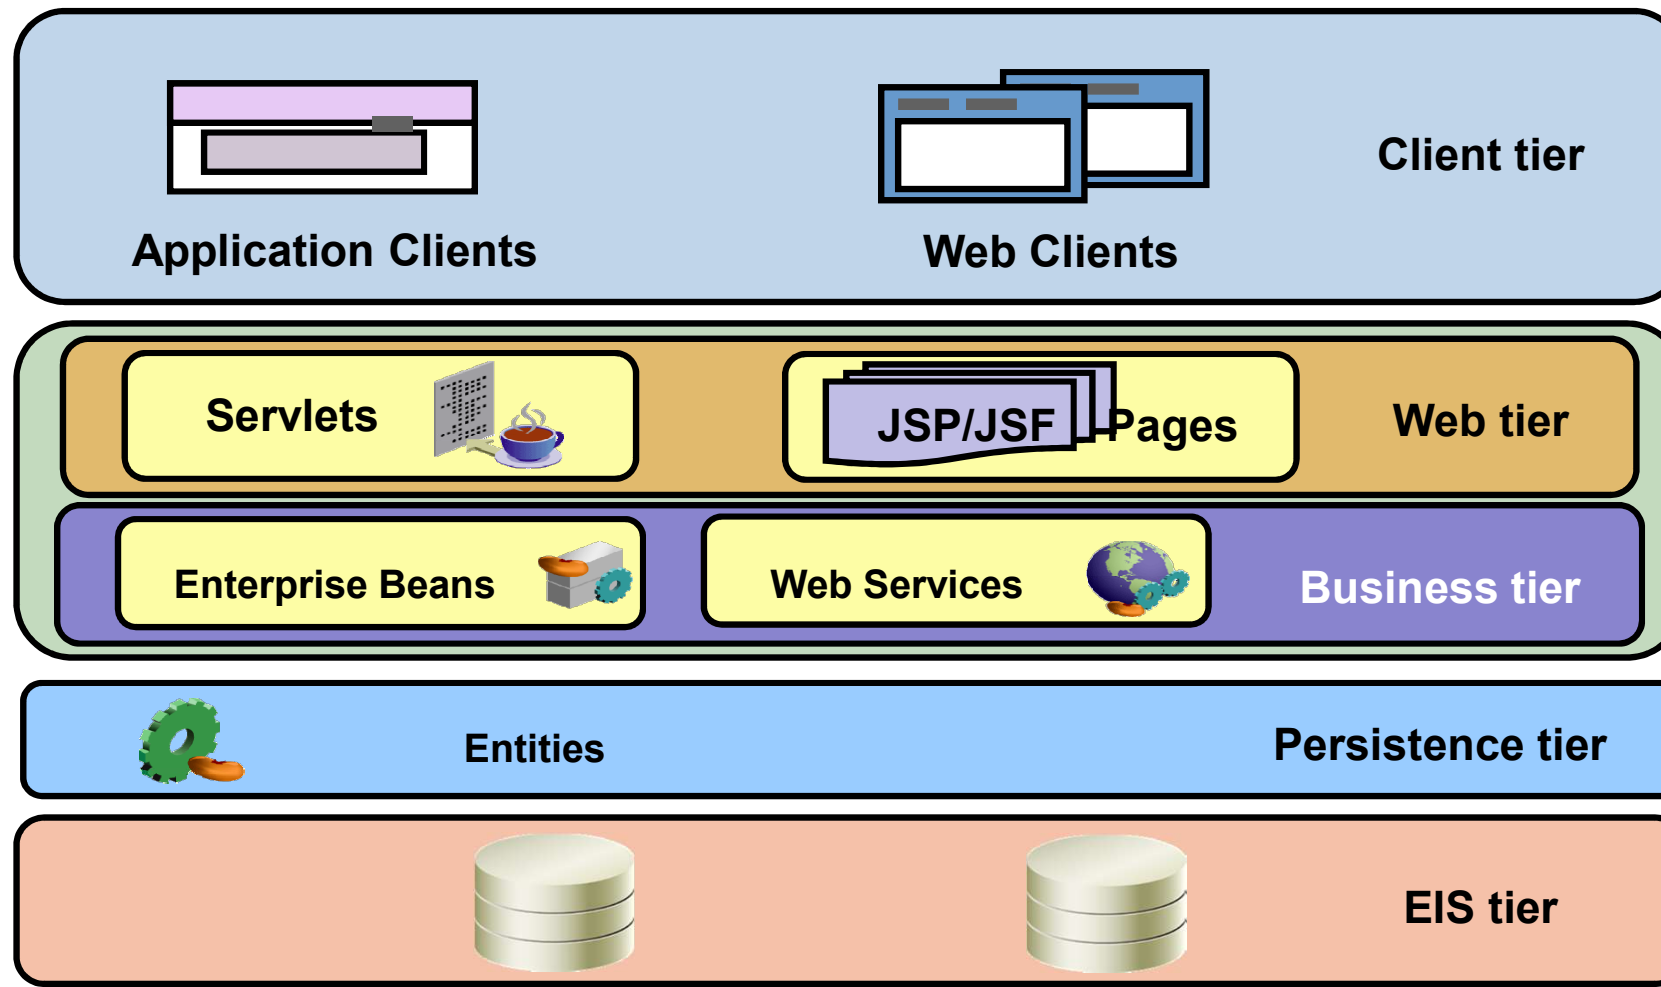 Client tier
Application Clients
Web Clients
Servlets
JSP/JSF Pages
Web tier
Enterprise Beans
Web Services
Business tier
Entities
Persistence tier
EIS tier